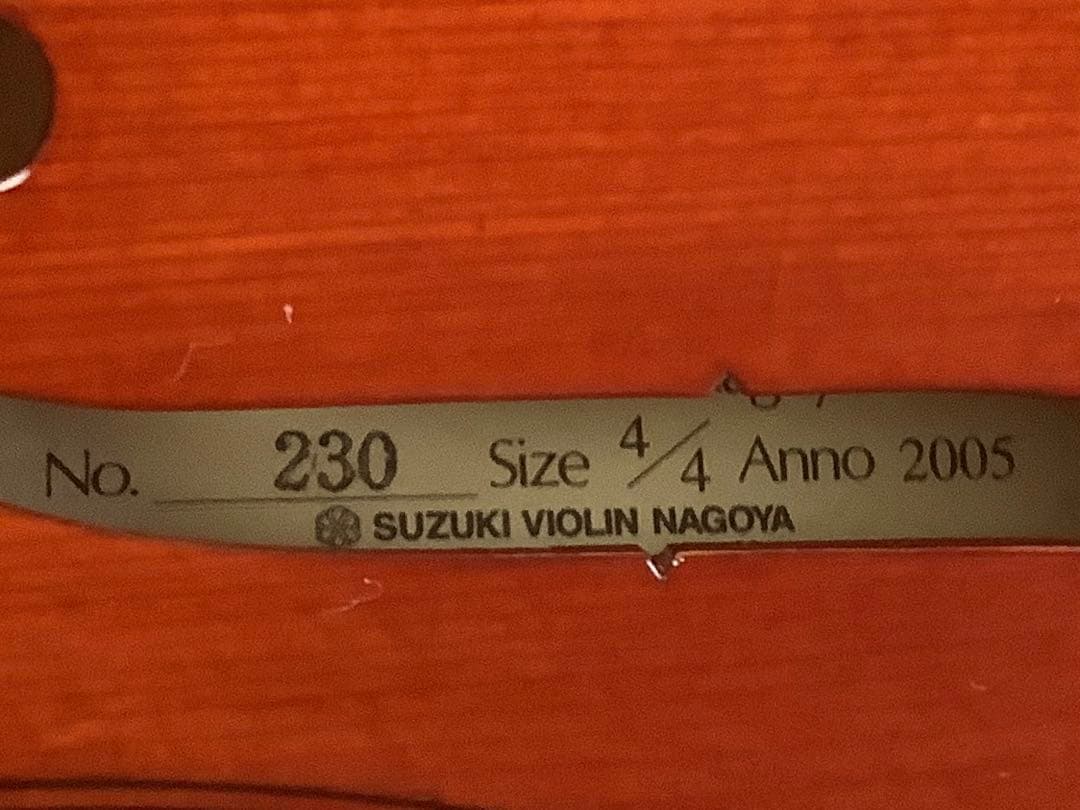 No. 230 Size 4/4 Anno 2005
SUZUKI VIOLIN NAGOYA